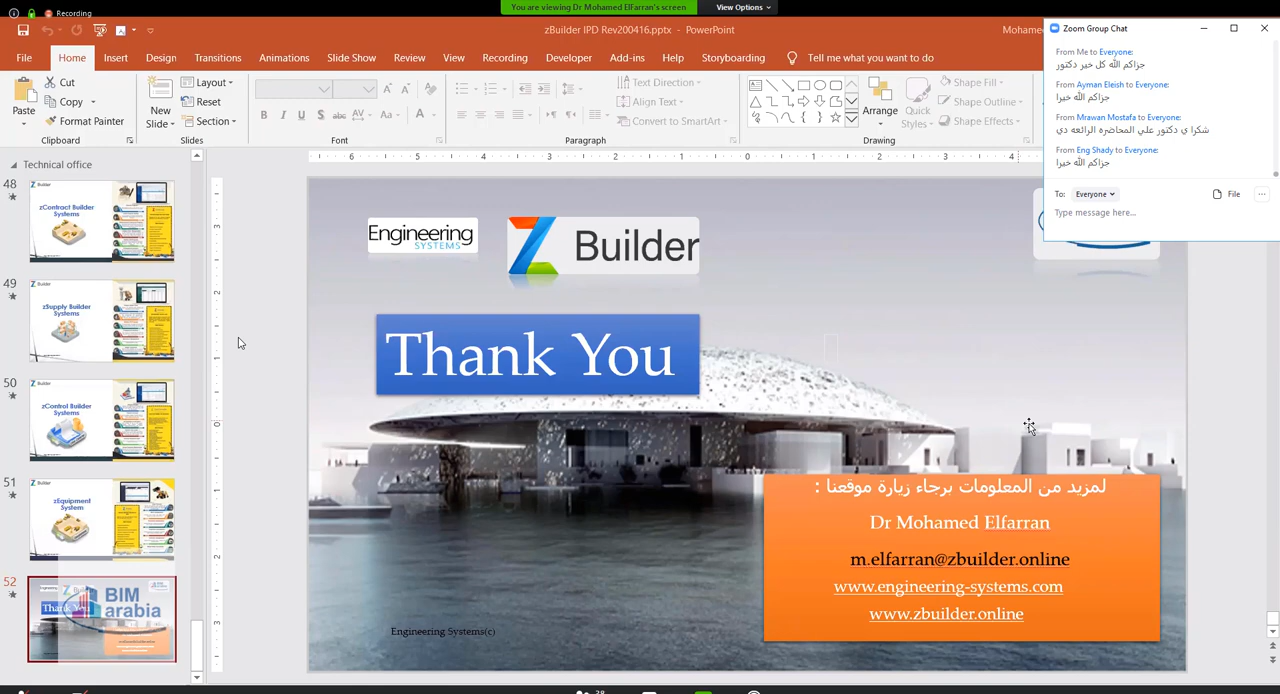 Recording
You are viewing Dr Mohamed ElFarran's screen
View Options
zBuilder IPD Rev200416.pptx - PowerPoint
Mohame
File Home Insert Design Transitions Animations Slide Show Review View Recording Developer Add-ins Help Storyboarding Tell me what you want to do
Paste
Cut
Copy
Format Painter
Clipboard
New
Slide
Layout
Reset
Section
Slides
Font
Text Direction
Align Text
Convert to SmartArt
Paragraph
Arrange
Quick
Styles
Shape Fill
Shape Outline
Shape Effects
Drawing
Zoom Group Chat
From Me to Everyone:
جزاكم الله كل خير دكتور
From Ayman Eleish to Everyone:
جزاكم الله خيرا
From Mrawan Mostafa to Everyone:
شكرا ي دكتور علي المحاضره الرائعه دي
From Eng Shady to Everyone:
جزاكم الله خيرا
To: Everyone
File
Type message here...
Technical office
48
Builder
zContract Builder
Systems
49
Builder
zSupply Builder
Systems
50
Builder
zControl Builder
Systems
51
Builder
zEquipment
Systems
52
Thank You
BIM
arabia
Engineering
SYSTEMS
Z Builder
Thank You
لمزيد من المعلومات برجاء زيارة موقعنا :
Dr Mohamed Elfarran
m.elfarran@zbuilder.online
www.engineering-systems.com
www.zbuilder.online
Engineering Systems(c)